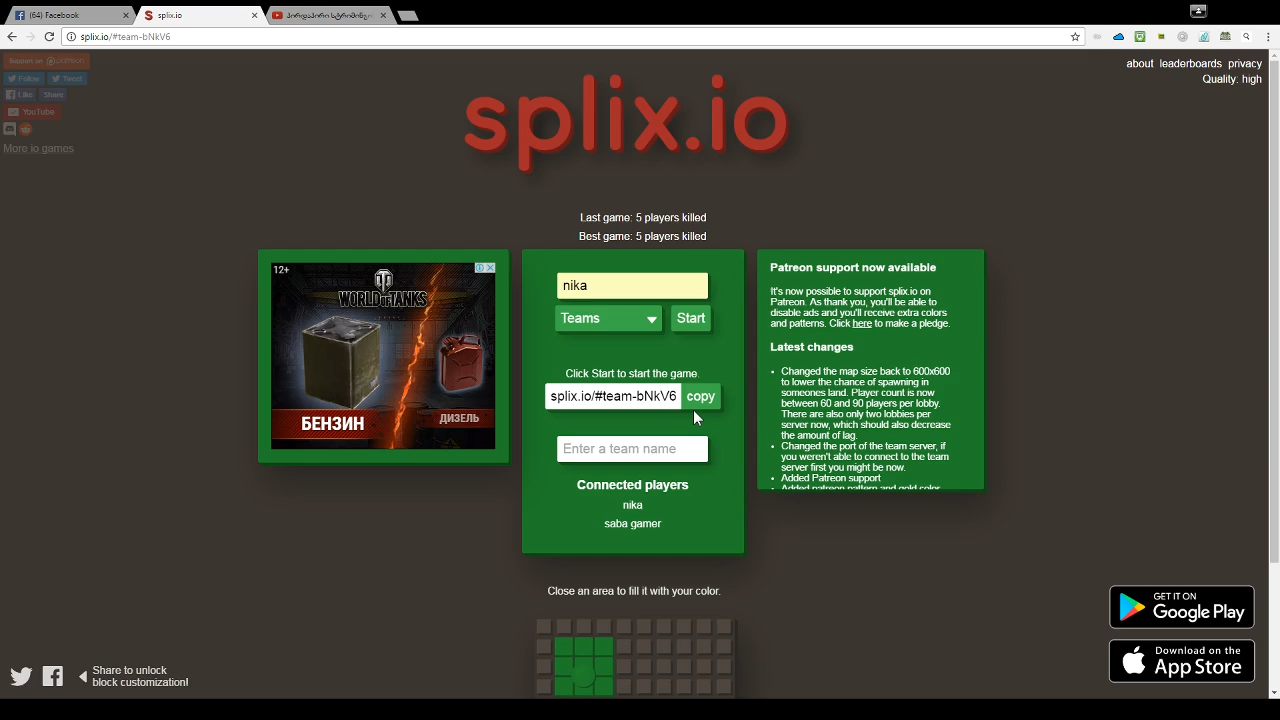 (64) Facebook
splix.io
splix.io/#team-bNkV6
Support on patreon
Follow
Tweet
Like
Share
YouTube
More io games
about leaderboards privacy
Quality: high
splix.io
Last game: 5 players killed
Best game: 5 players killed
12+
WORLD OF TANKS
БЕНЗИН
ДИЗЕЛЬ
nika
Teams
Start
Click Start to start the game.
splix.io/#team-bNkV6
copy
Enter a team name
Connected players
nika
saba gamer
Patreon support now available
It's now possible to support splix.io on
Patreon. As thank you, you'll be able to
disable ads and you'll receive extra colors
and patterns. Click here to make a pledge.
Latest changes
• Changed the map size back to 600x600
to lower the chance of spawning in
someones land. Player count is now
between 60 and 90 players per lobby.
There are also only two lobbies per
server now, which should also decrease
the amount of lag.
• Changed the port of the team server, if
you weren't able to connect to the team
server first you might be now.
• Added Patreon support
• Added patreon pattern and gold color
Close an area to fill it with your color.
Share to unlock
block customization!
GET IT ON
Google Play
Download on the
App Store